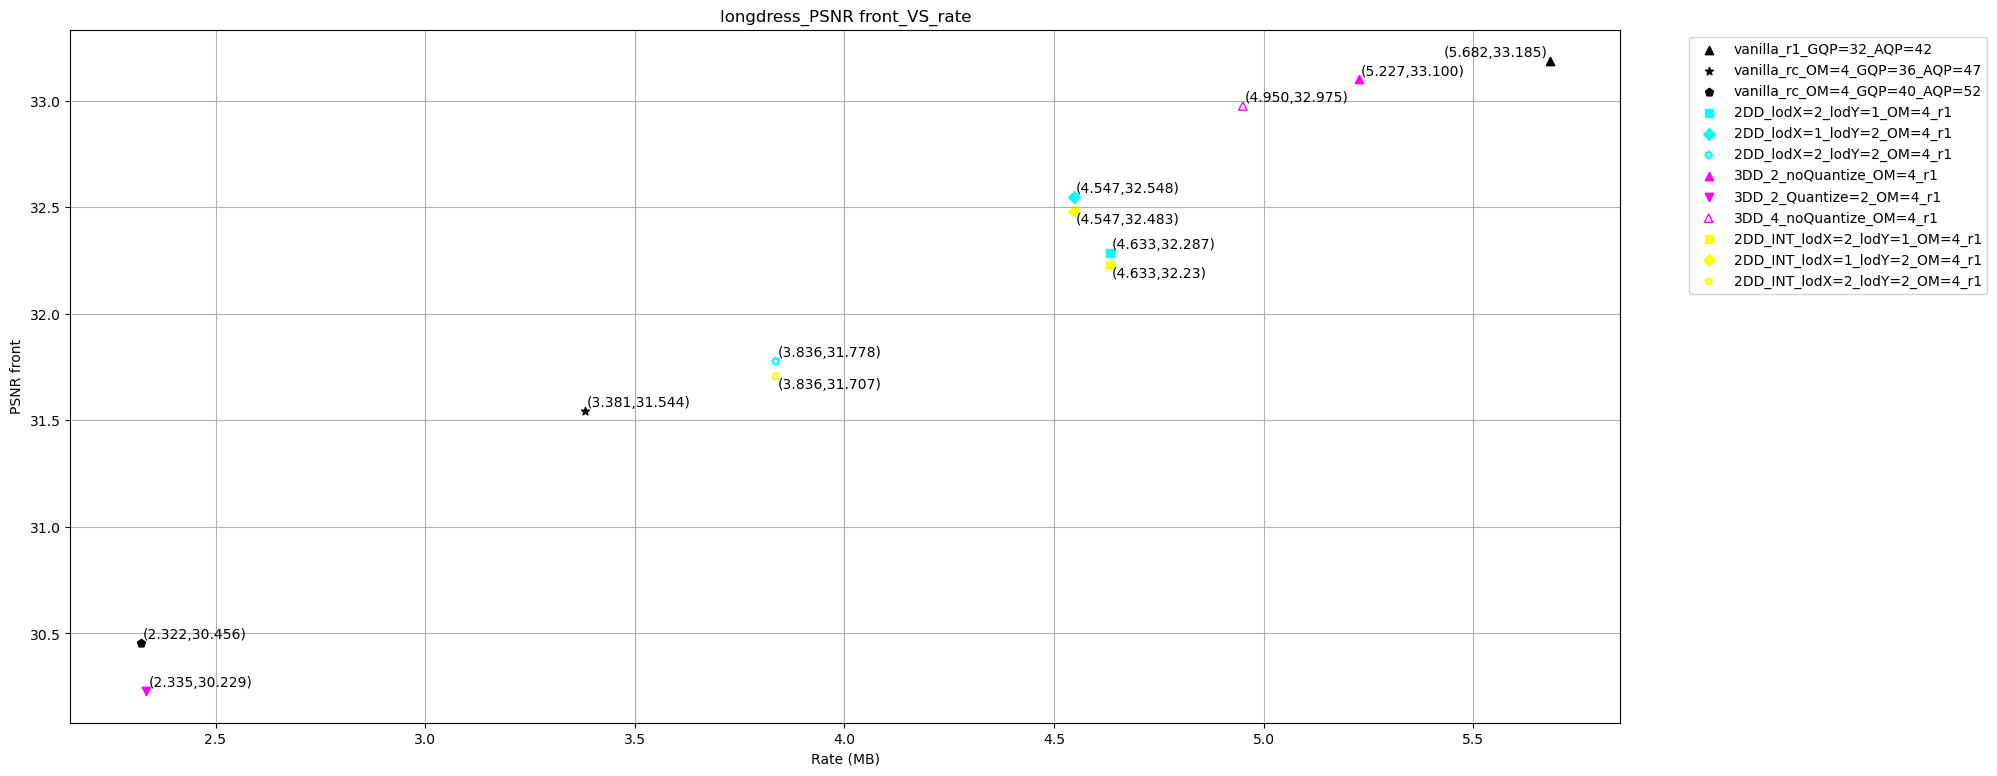 longdress_PSNR front_VS_rate
(5.682,33.185)
(5.227,33.100)
(4.950,32.975)
(4.547,32.548)
(4.547,32.483)
(4.633,32.287)
(4.633,32.23)
(3.836,31.778)
(3.836,31.707)
(3.381,31.544)
(2.322,30.456)
(2.335,30.229)
PSNR front
33.0
32.5
32.0
31.5
31.0
30.5
2.5 3.0 3.5 4.0 4.5 5.0 5.5
Rate (MB)
vanilla_r1_GQP=32_AQP=42
vanilla_rc_OM=4_GQP=36_AQP=47
vanilla_rc_OM=4_GQP=40_AQP=52
2DD_lodX=2_lodY=1_OM=4_r1
2DD_lodX=1_lodY=2_OM=4_r1
2DD_lodX=2_lodY=2_OM=4_r1
3DD_2_noQuantize_OM=4_r1
3DD_2_Quantize=2_OM=4_r1
3DD_4_noQuantize_OM=4_r1
2DD_INT_lodX=2_lodY=1_OM=4_r1
2DD_INT_lodX=1_lodY=2_OM=4_r1
2DD_INT_lodX=2_lodY=2_OM=4_r1